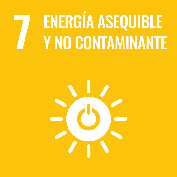 7 ENERGÍA ASEQUIBLE
Y NO CONTAMINANTE